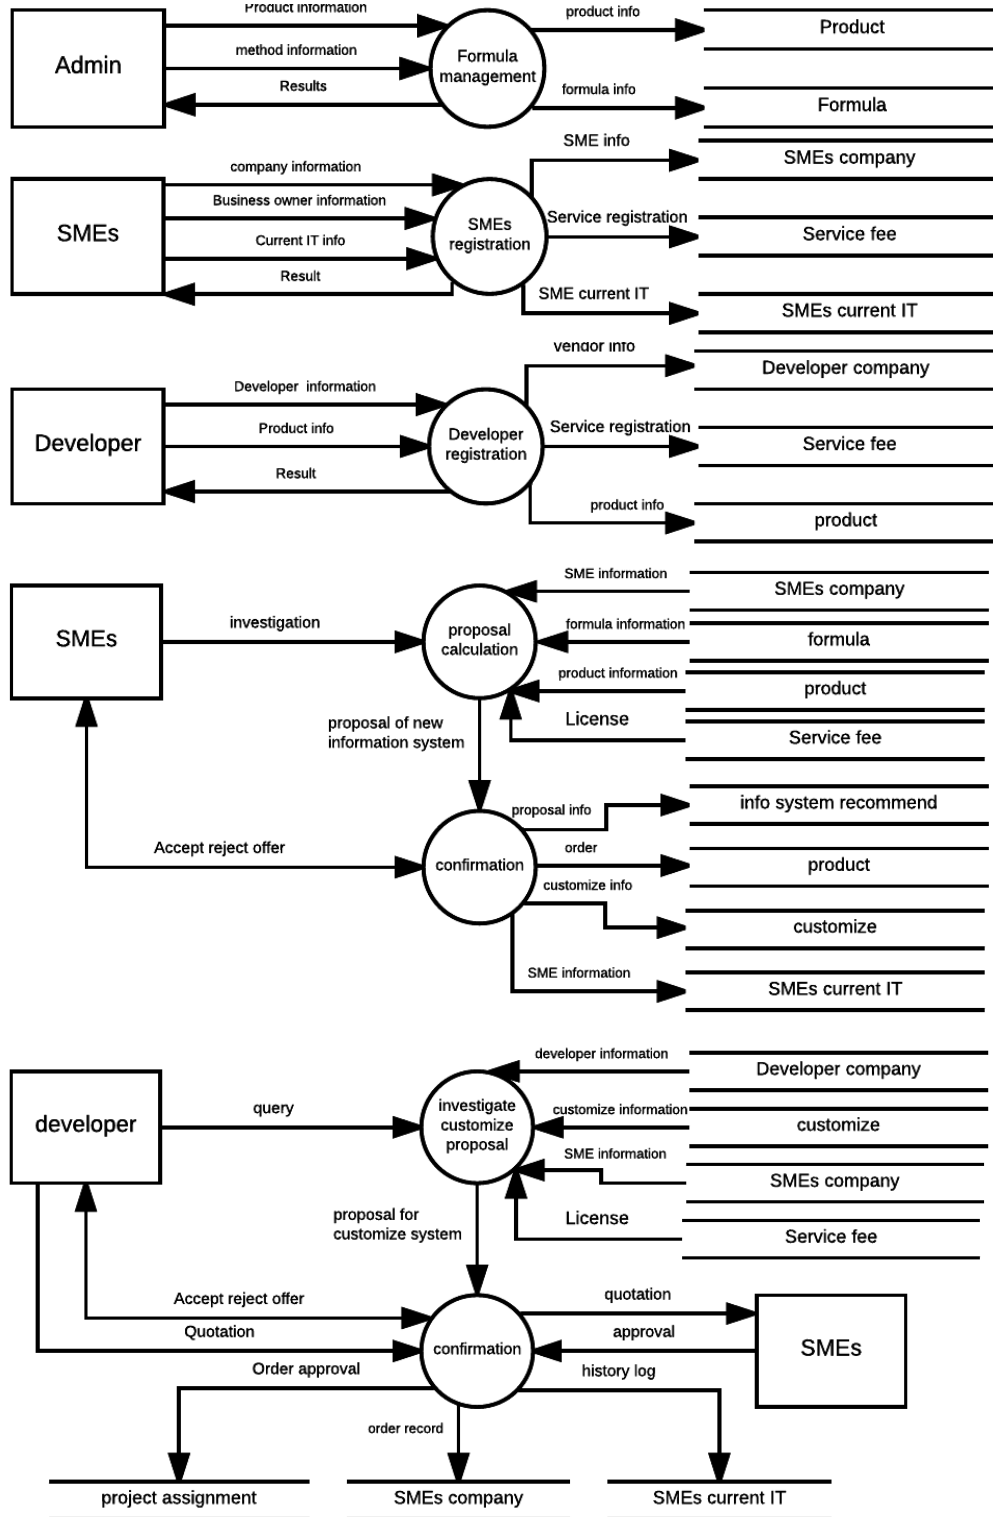 Product information
product info
Admin
method information
Formula
management
Product
Results
formula info
Formula
SME info
SMEs company
company information
Business owner information
SMEs
Current IT info
Result
SMEs
registration
Service registration
Service fee
SME current IT
SMEs current IT
vendor info
Developer company
Developer  information
Developer
Product info
Result
Developer
registration
Service registration
Service fee
product info
product
SME information
SMEs company
SMEs
investigation
proposal
calculation
formula information
formula
product information
product
License
Service fee
proposal of new
information system
proposal info
info system recommend
Accept reject offer
confirmation
order
product
customize info
customize
SME information
SMEs current IT
developer information
Developer company
developer
query
investigate
customize
proposal
customize information
customize
SME information
SMEs company
License
Service fee
proposal for
customize system
Accept reject offer
Quotation
Order approval
confirmation
quotation
approval
history log
SMEs
order record
project assignment
SMEs company
SMEs current IT